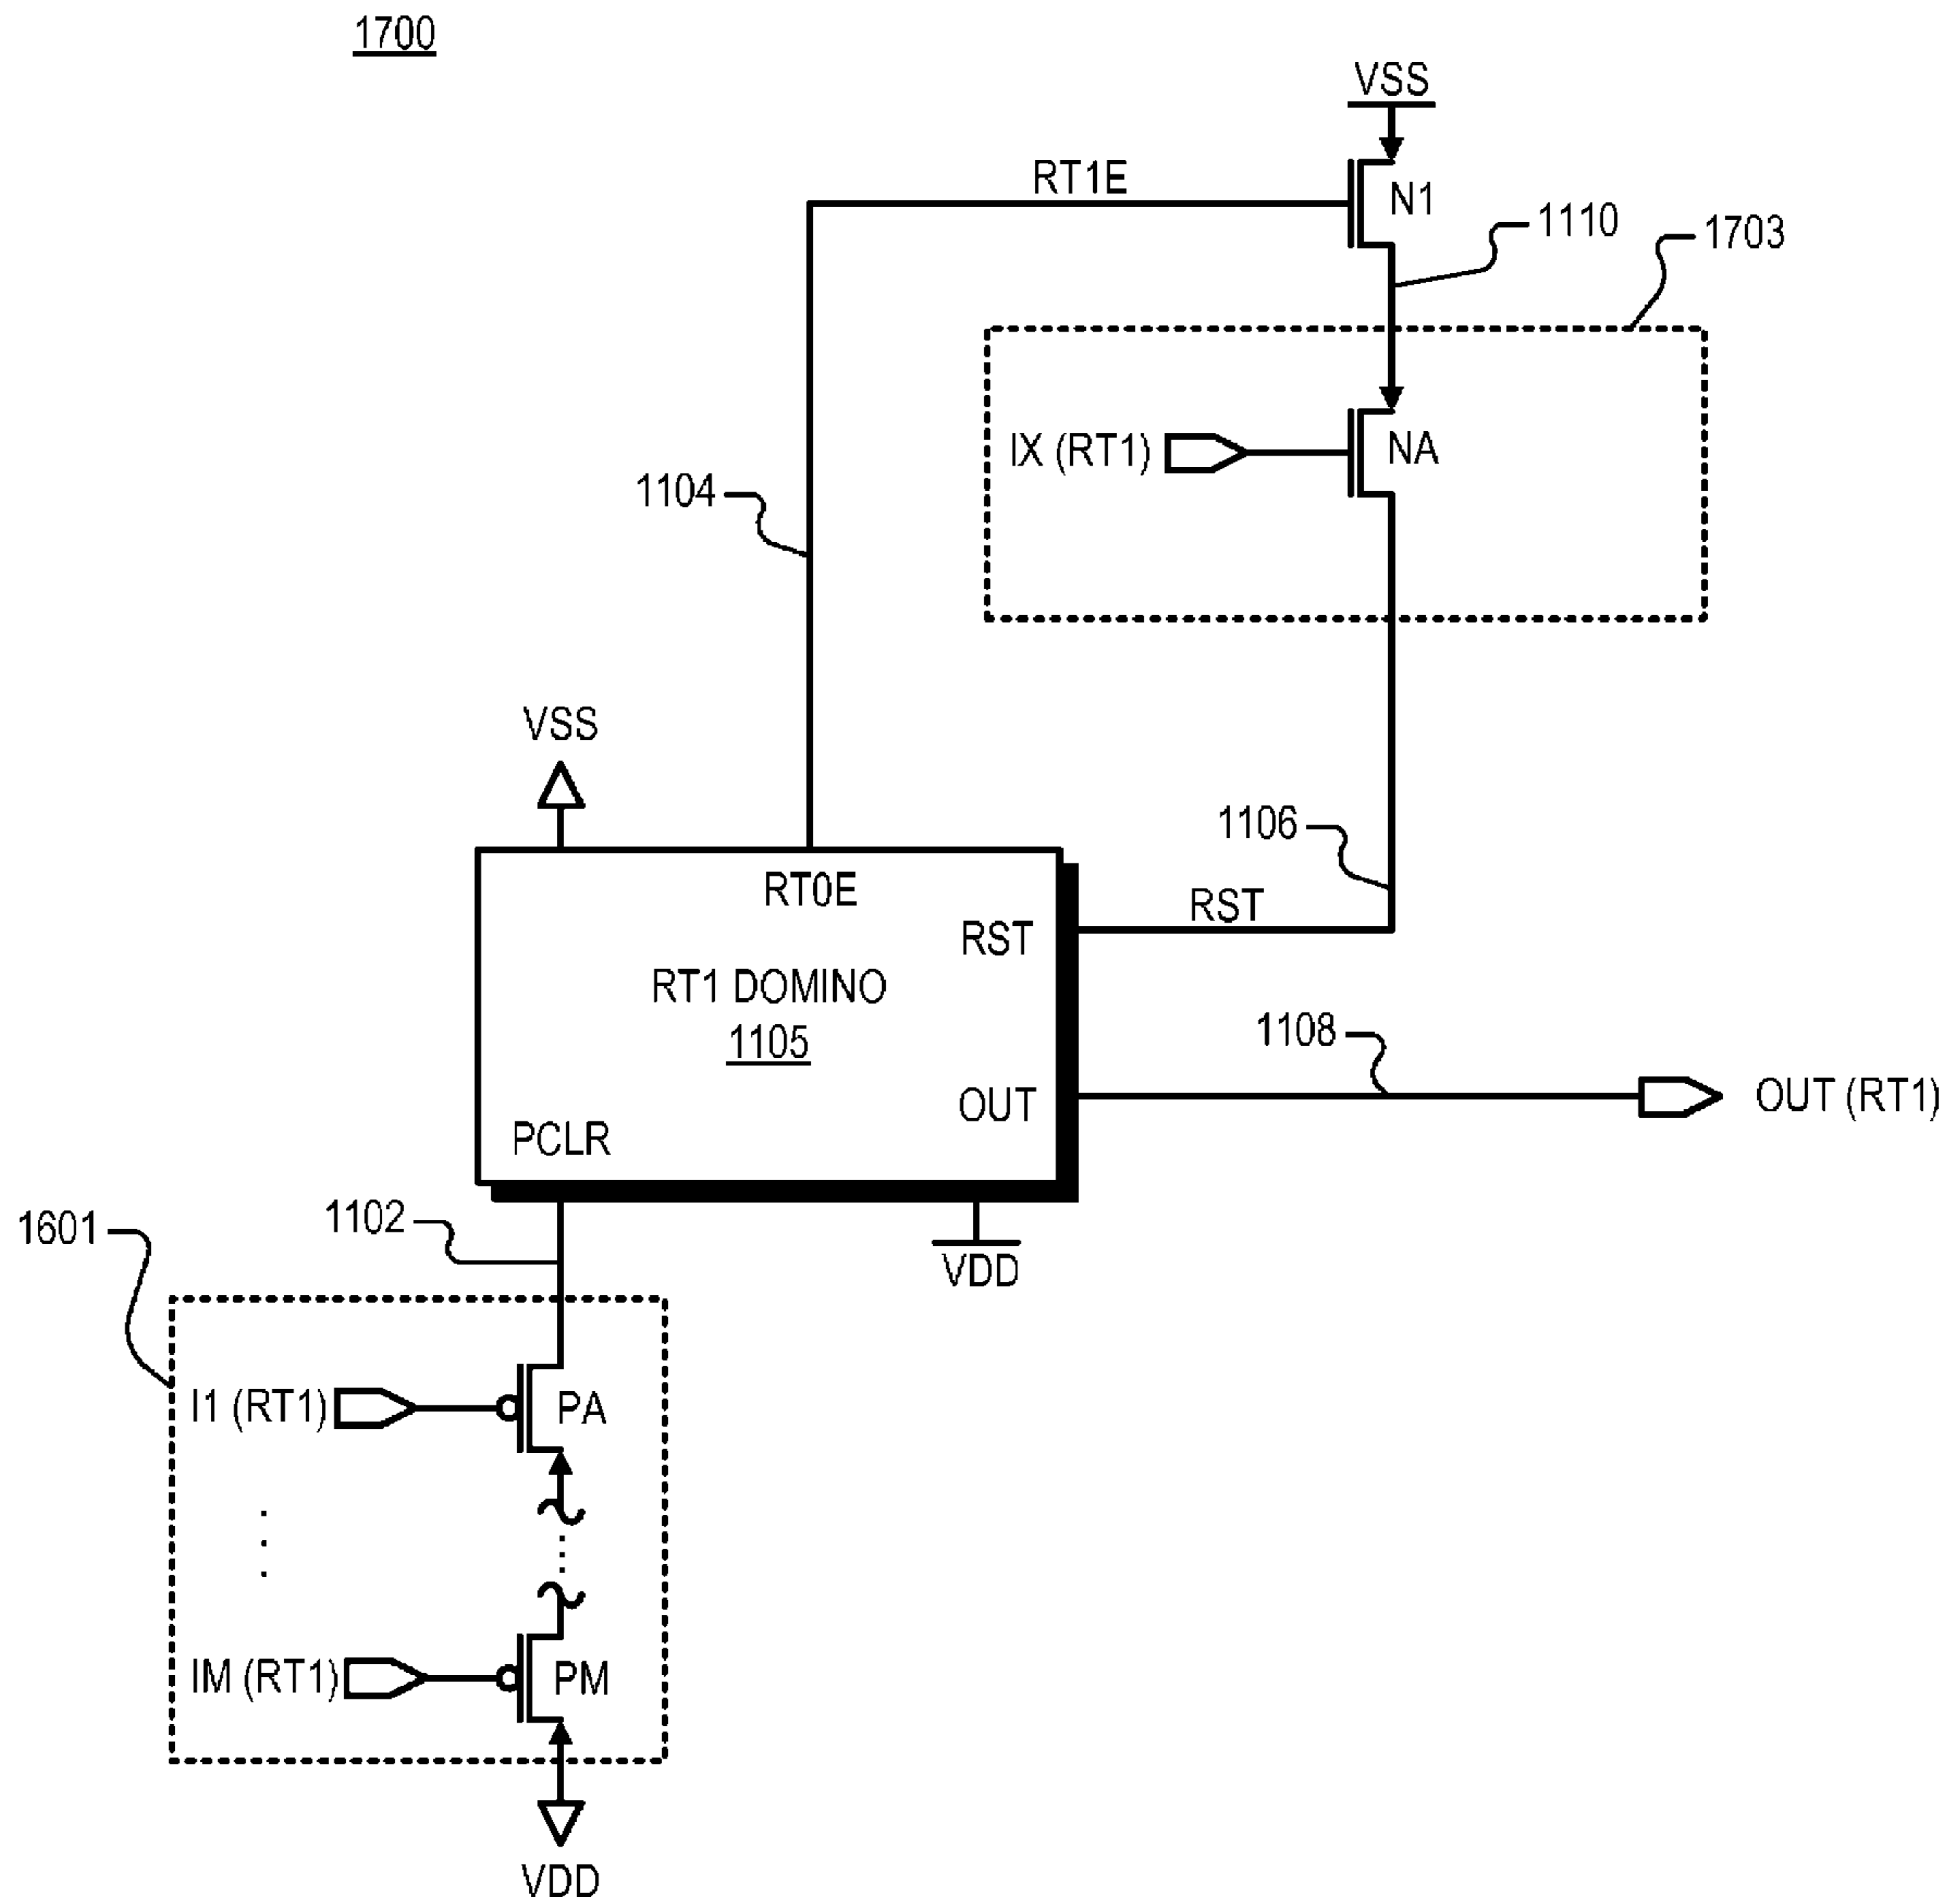 1700
VSS
RT1E
N1
1110
1703
IX (RT1)
NA
1104
VSS
1106
RT0E
RST
RST
RT1 DOMINO
1105
1108
OUT
OUT (RT1)
PCLR
1601
1102
VDD
I1 (RT1)
PA
IM (RT1)
PM
VDD